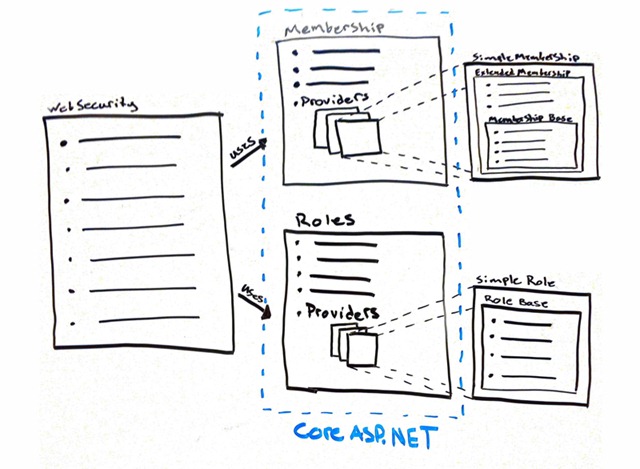 WebSecurity
uses
uses
Membership
Providers
Roles
Providers
Core ASP.NET
Simple Membership
Extended Membership
Membership Base
Simple Role
Role Base